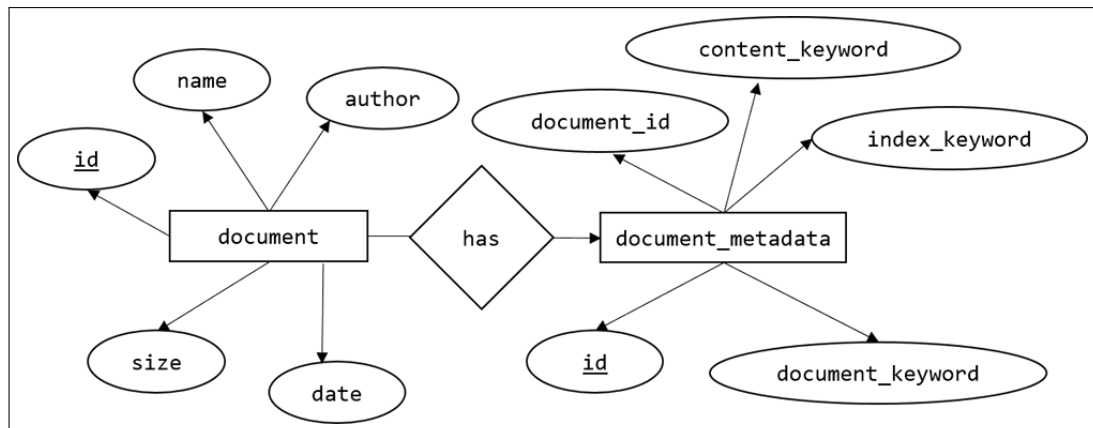 content_keyword
name
author
document_id
index_keyword
id
document
has
document_metadata
size
id
document_keyword
date